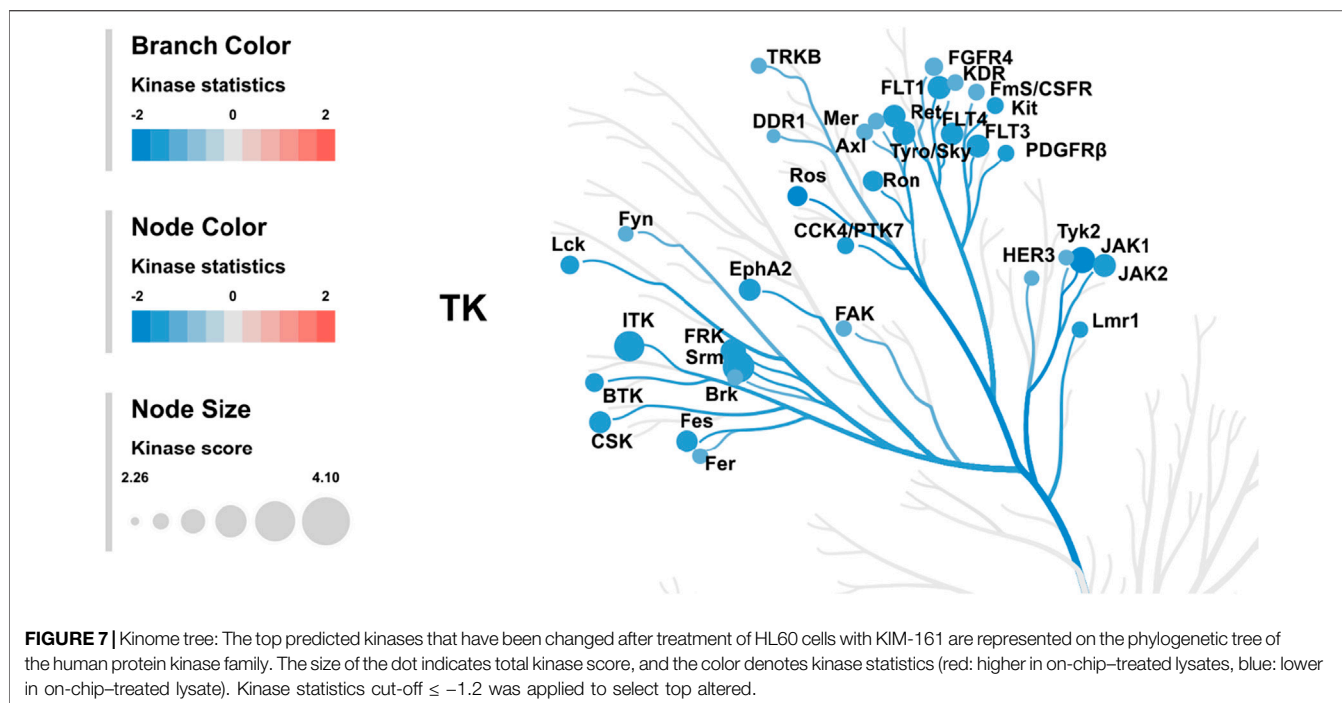 Branch Color
Kinase statistics
-2 0 2
Node Color
Kinase statistics
-2 0 2
Node Size
Kinase score
2.26 4.10
TK
TRKB
FGFR4
KDR
FLT1
FmS/CSFR
Kit
DDR1
Mer
Ret
FLT4
Axl
Tyro/Sky
FLT3
PDGFRβ
Ros
Ron
Fyn
CCK4/PTK7
Lck
Tyk2
HER3
JAK1
JAK2
EphA2
ITK
FAK
Lmr1
FRK
Srm
BTK
Brk
CSK
Fes
Fer
FIGURE 7 | Kinome tree: The top predicted kinases that have been changed after treatment of HL60 cells with KIM-161 are represented on the phylogenetic tree of
the human protein kinase family. The size of the dot indicates total kinase score, and the color denotes kinase statistics (red: higher in on-chip–treated lysates, blue: lower
in on-chip–treated lysate). Kinase statistics cut-off ≤ −1.2 was applied to select top altered.